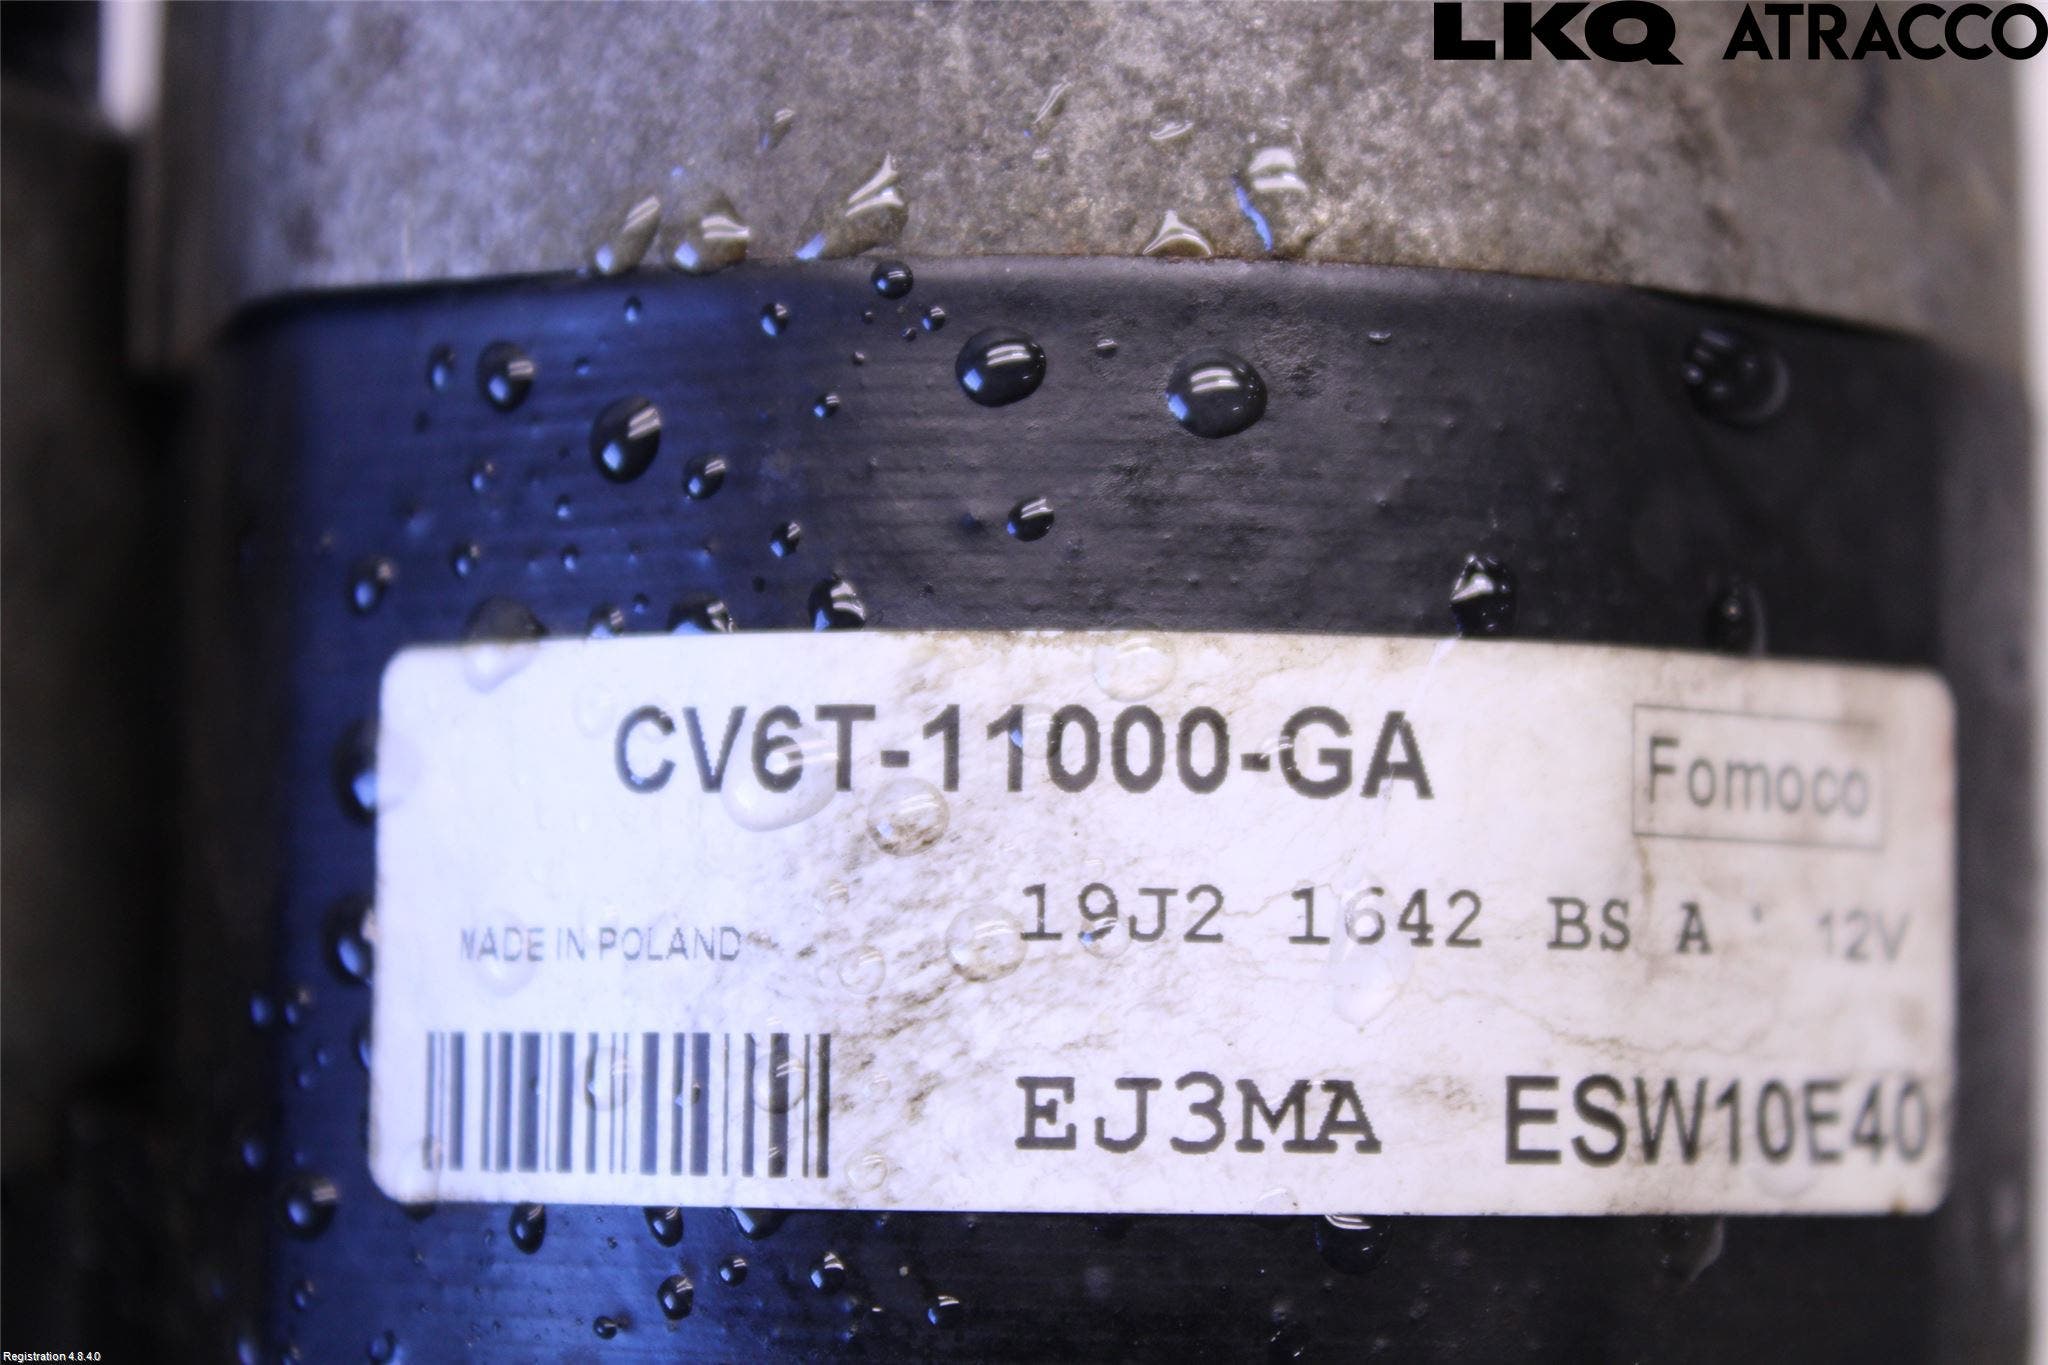 LKQ ATRACCO
CV6T-11000-GA
Fomoco
19J2 1642 BS A 12V
MADE IN POLAND
EJ3MA ESW10E40
Registration 4.8.4.0